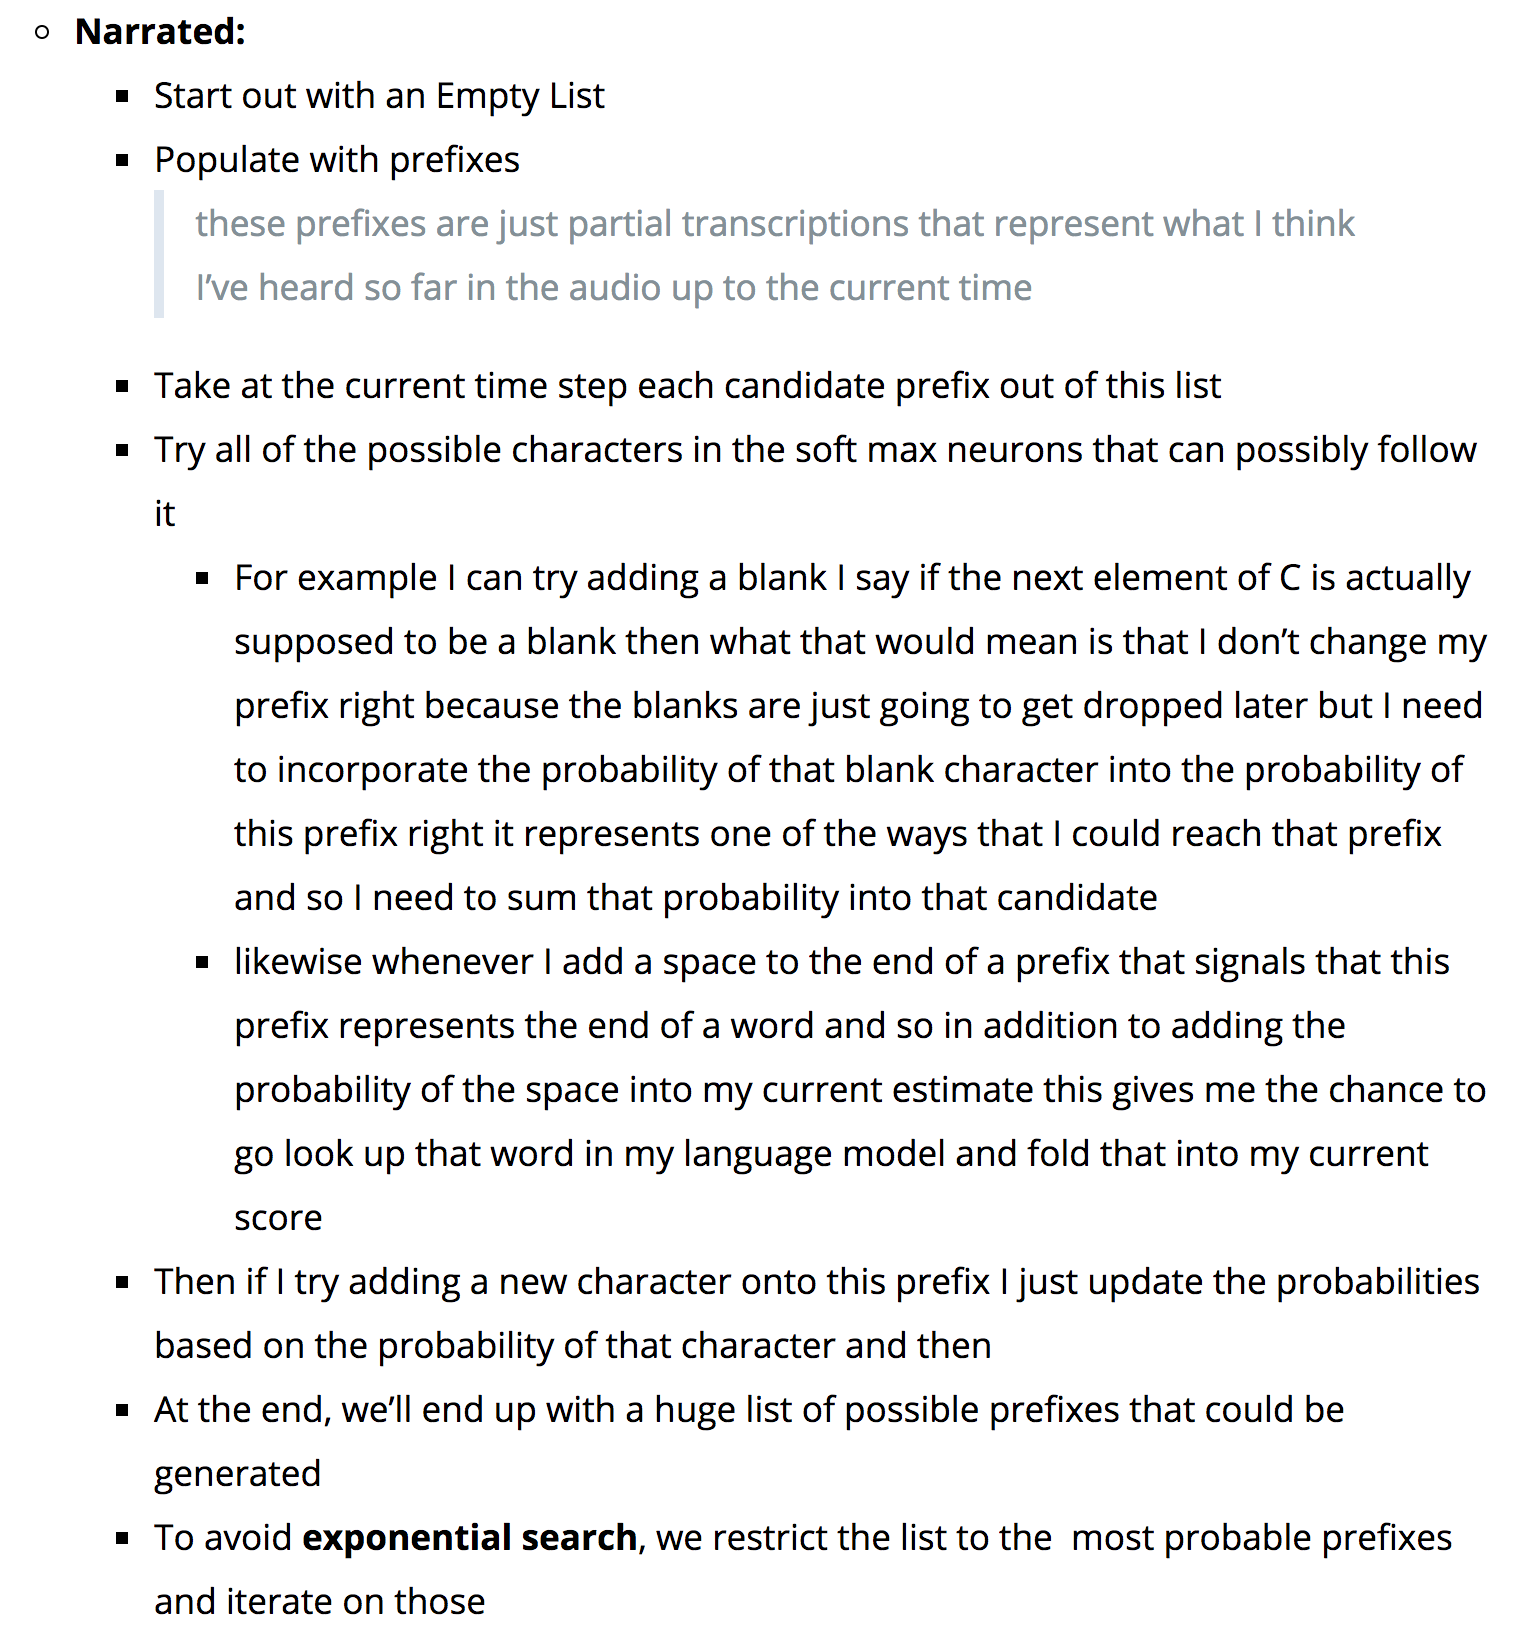 Narrated:
Start out with an Empty List
Populate with prefixes
these prefixes are just partial transcriptions that represent what I think
I’ve heard so far in the audio up to the current time
Take at the current time step each candidate prefix out of this list
Try all of the possible characters in the soft max neurons that can possibly follow
it
For example I can try adding a blank I say if the next element of C is actually
supposed to be a blank then what that would mean is that I don’t change my
prefix right because the blanks are just going to get dropped later but I need
to incorporate the probability of that blank character into the probability of
this prefix right it represents one of the ways that I could reach that prefix
and so I need to sum that probability into that candidate
likewise whenever I add a space to the end of a prefix that signals that this
prefix represents the end of a word and so in addition to adding the
probability of the space into my current estimate this gives me the chance to
go look up that word in my language model and fold that into my current
score
Then if I try adding a new character onto this prefix I just update the probabilities
based on the probability of that character and then
At the end, we’ll end up with a huge list of possible prefixes that could be
generated
To avoid exponential search, we restrict the list to the  most probable prefixes
and iterate on those